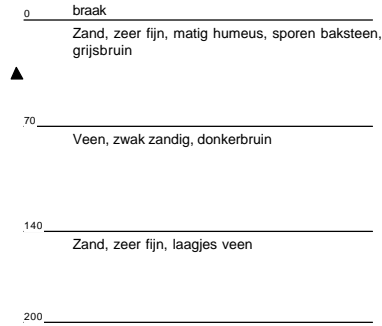 0 braak
Zand, zeer fijn, matig humeus, sporen baksteen,
grijsbruin
70
Veen, zwak zandig, donkerbruin
140
Zand, zeer fijn, laagjes veen
200